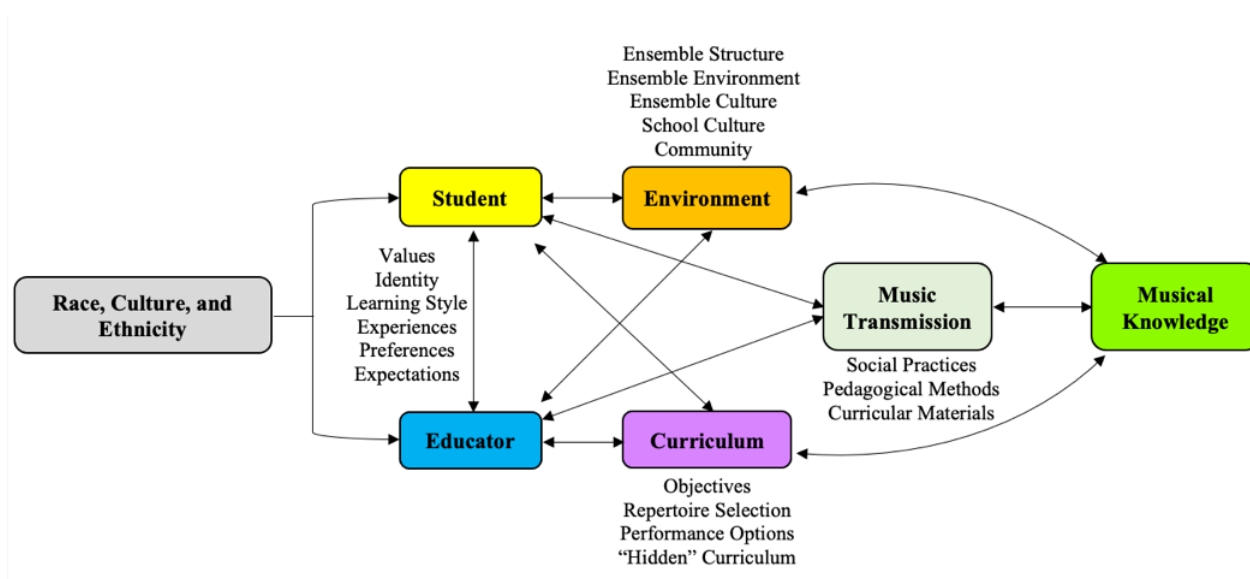 Ensemble Structure
Ensemble Environment
Ensemble Culture
School Culture
Community
Student
Environment
Values
Identity
Learning Style
Experiences
Preferences
Expectations
Race, Culture, and
Ethnicity
Music
Transmission
Musical
Knowledge
Social Practices
Pedagogical Methods
Curricular Materials
Educator
Curriculum
Objectives
Repertoire Selection
Performance Options
“Hidden” Curriculum